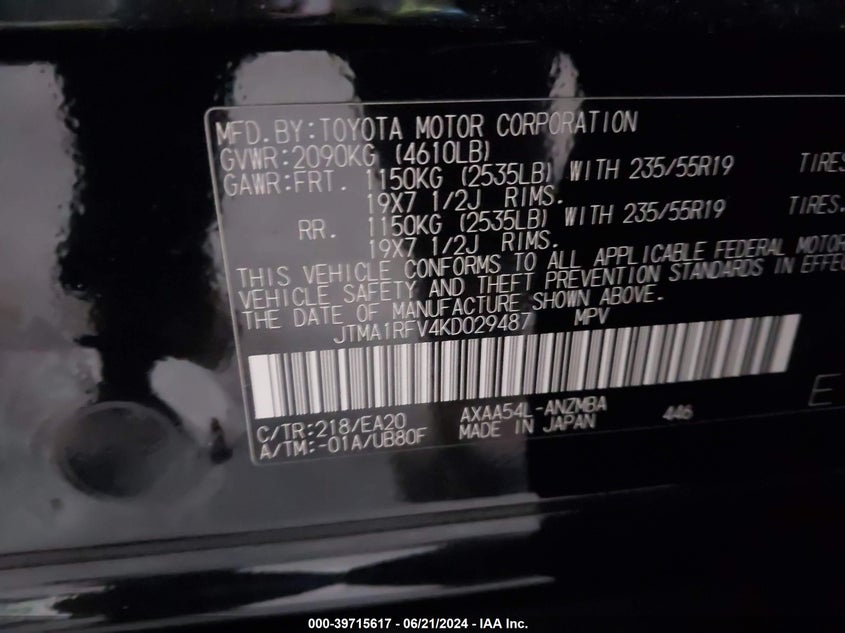 MFD.BY:TOYOTA MOTOR CORPORATION
GVWR:2090KG (4610LB)
GAWR:FRT. 1150KG (2535LB) WITH 235/55R19 TIRES
19X7 1/2J RIMS.
RR. 1150KG (2535LB) WITH 235/55R19 TIRES.
19X7 1/2J RIMS.
THIS VEHICLE CONFORMS TO ALL APPLICABLE FEDERAL MOTOR
VEHICLE SAFETY AND THEFT PREVENTION STANDARDS IN EFFEC
THE DATE OF MANUFACTURE SHOWN ABOVE.
JTMA1RFV4KD029487 MPV
C/TR:218/EA20 AXAA54L-ANZMBA 446 E
A/TM:-01A/UB80F MADE IN JAPAN
000-39715617 - 06/21/2024 - IAA Inc.